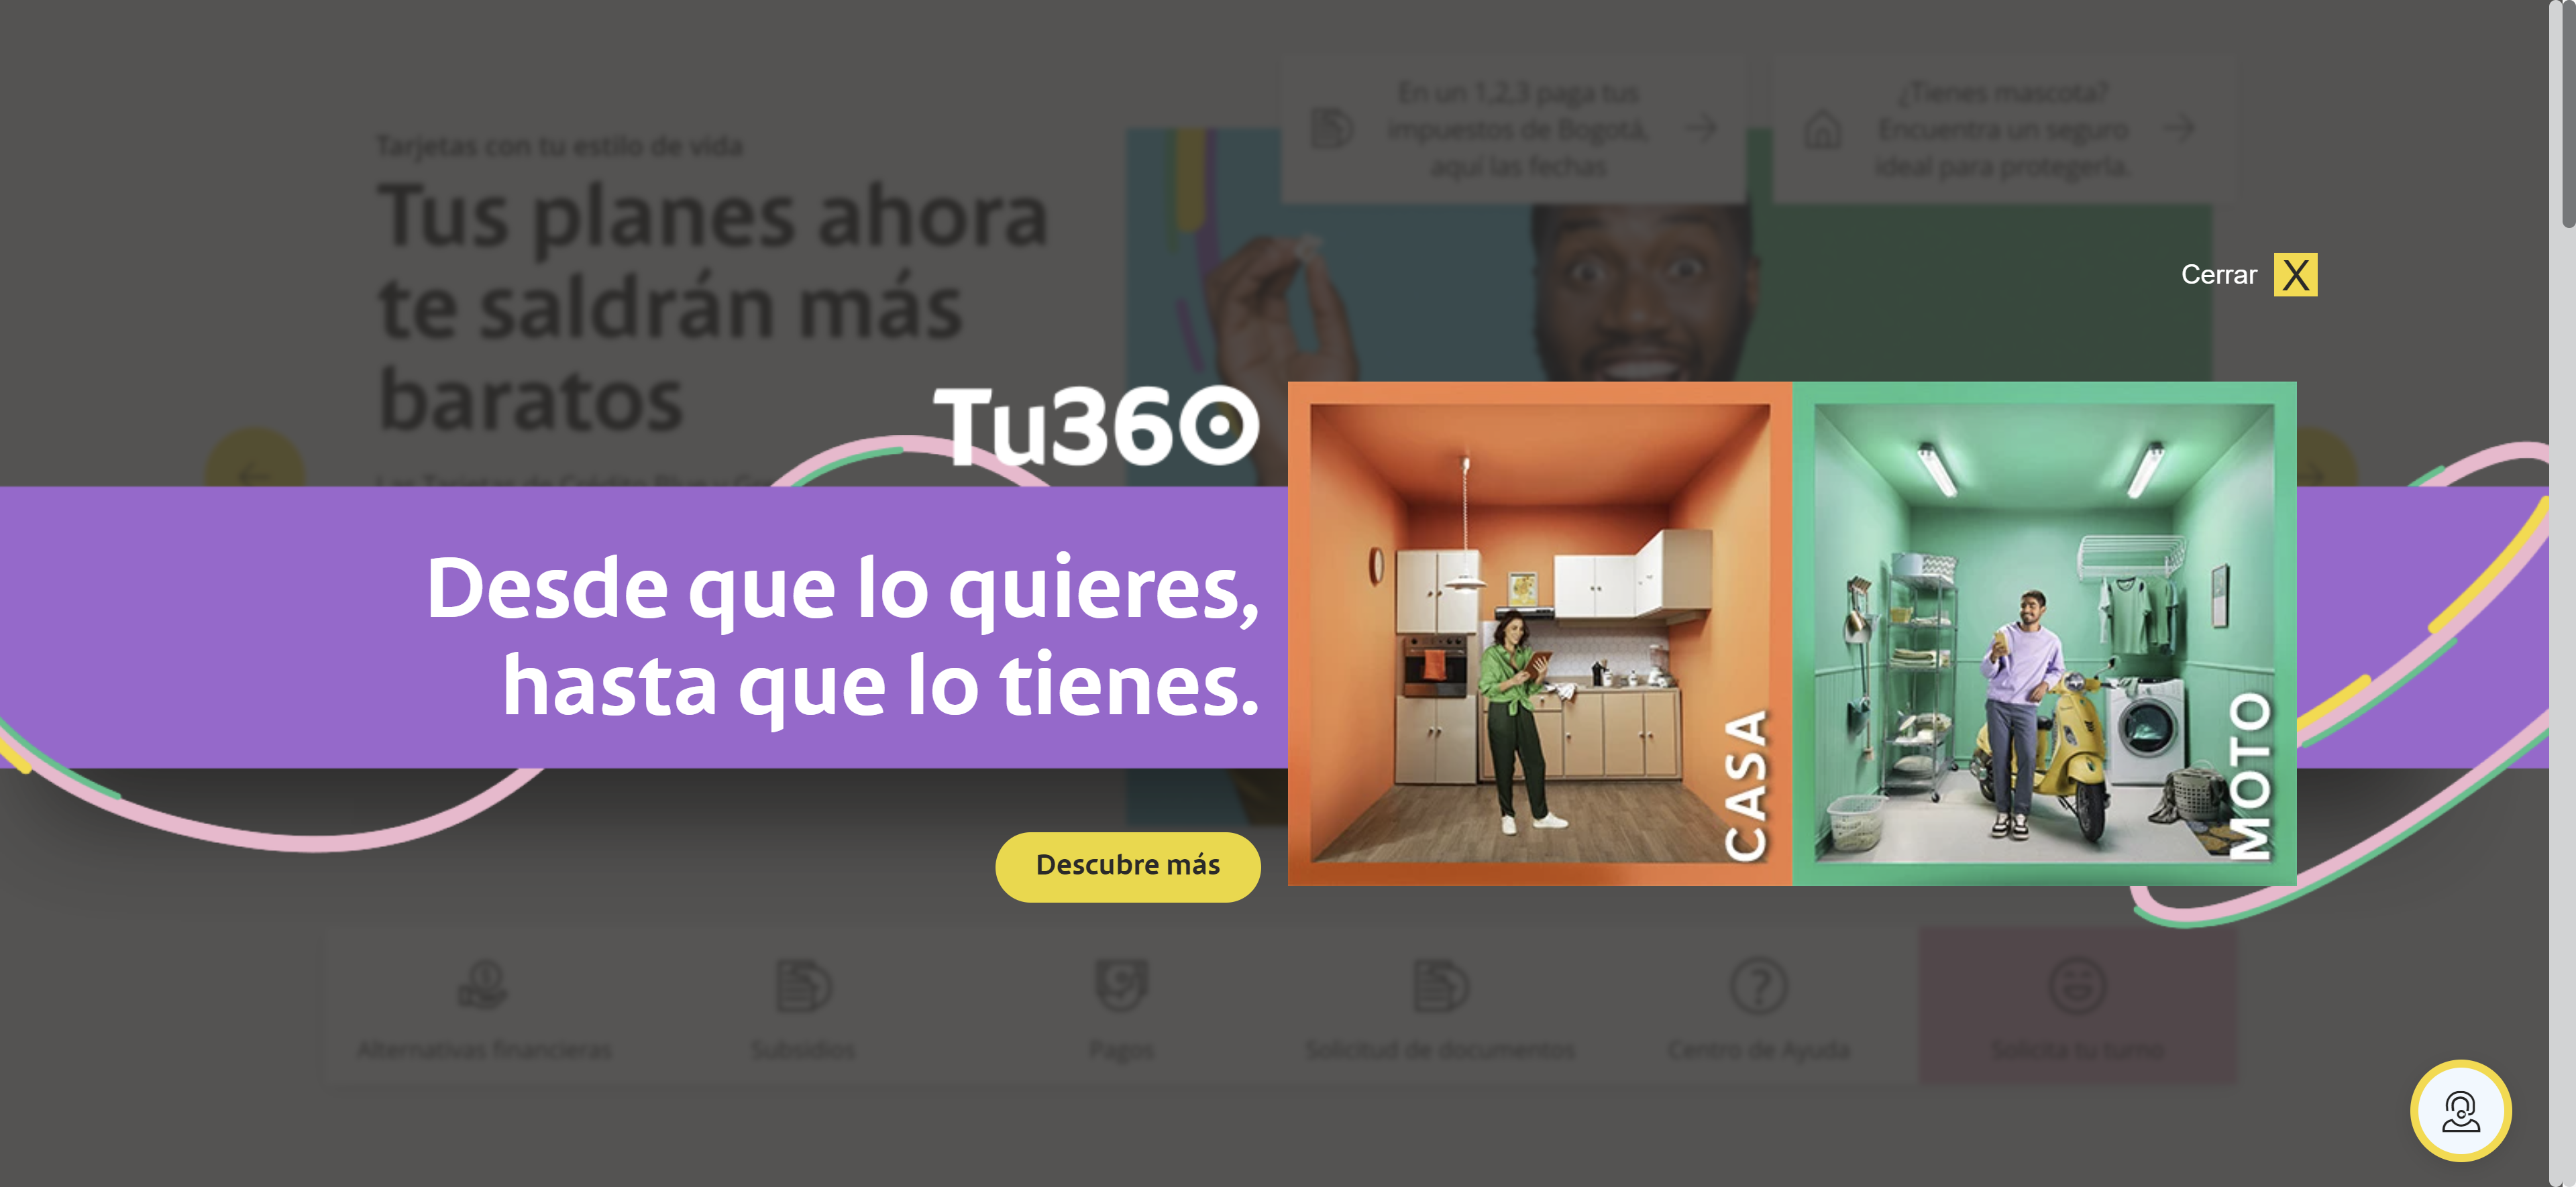 En un 1,2,3 paga tus
impuestos de Bogotá,
aquí las fechas
¿Tienes mascota?
Encuentra un seguro
ideal para protegerla.
Tarjetas con tu estilo de vida
Tus planes ahora
te saldrán más
baratos
Cerrar X
Tu360
Desde que lo quieres,
hasta que lo tienes.
CASA
MOTO
Descubre más
Alternativas financieras
Subsidios
Pagos
Solicitud de documentos
Centro de Ayuda
Solicita tu turno